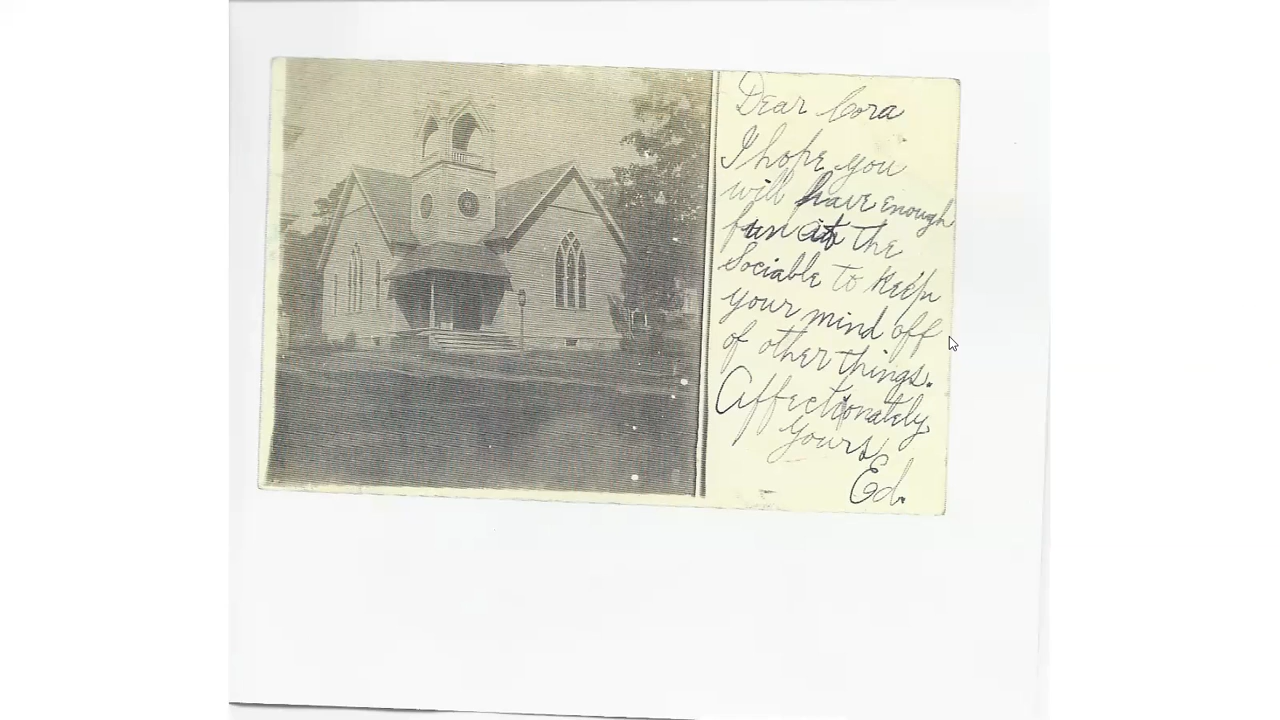 Dear Cora
I hope you
will have enough
fun at the
Sociable to keep
your mind off
of other things.
Affectionately
Yours
Ed.